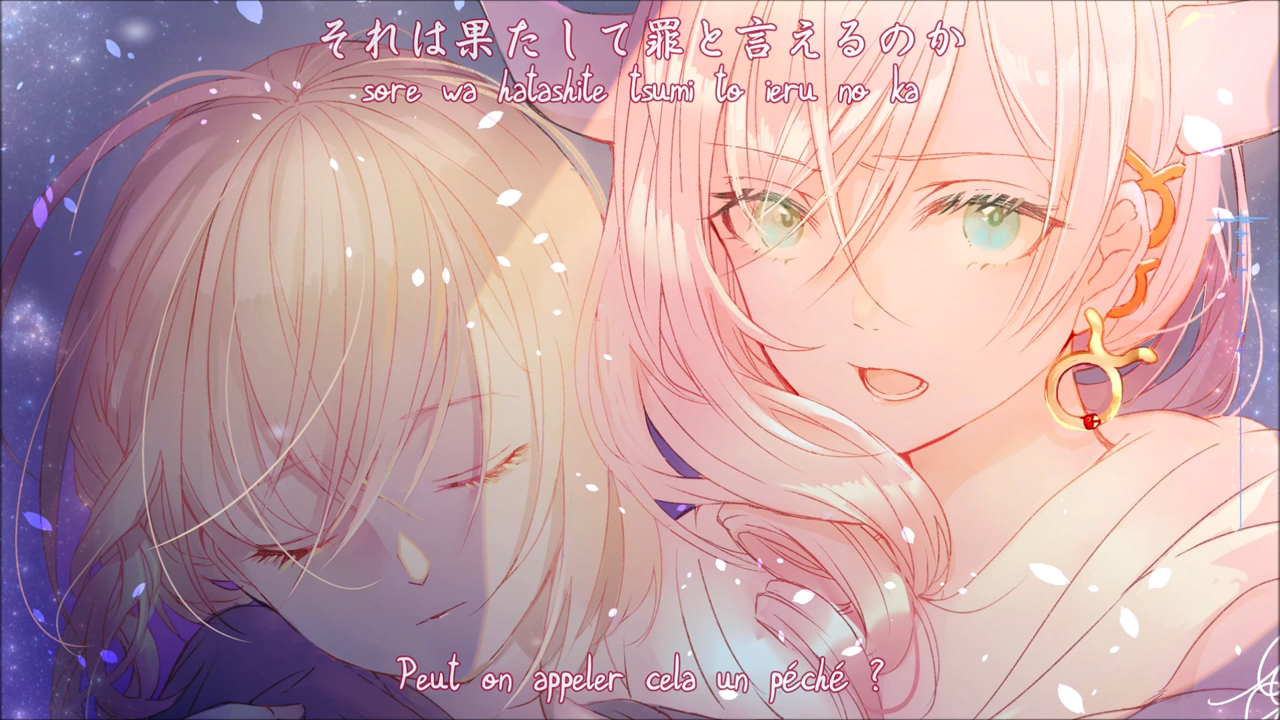 それは果たして罪と言えるのか
sore wa hatashite tsumi to ieru no ka
Peut on appeler cela un péché ?